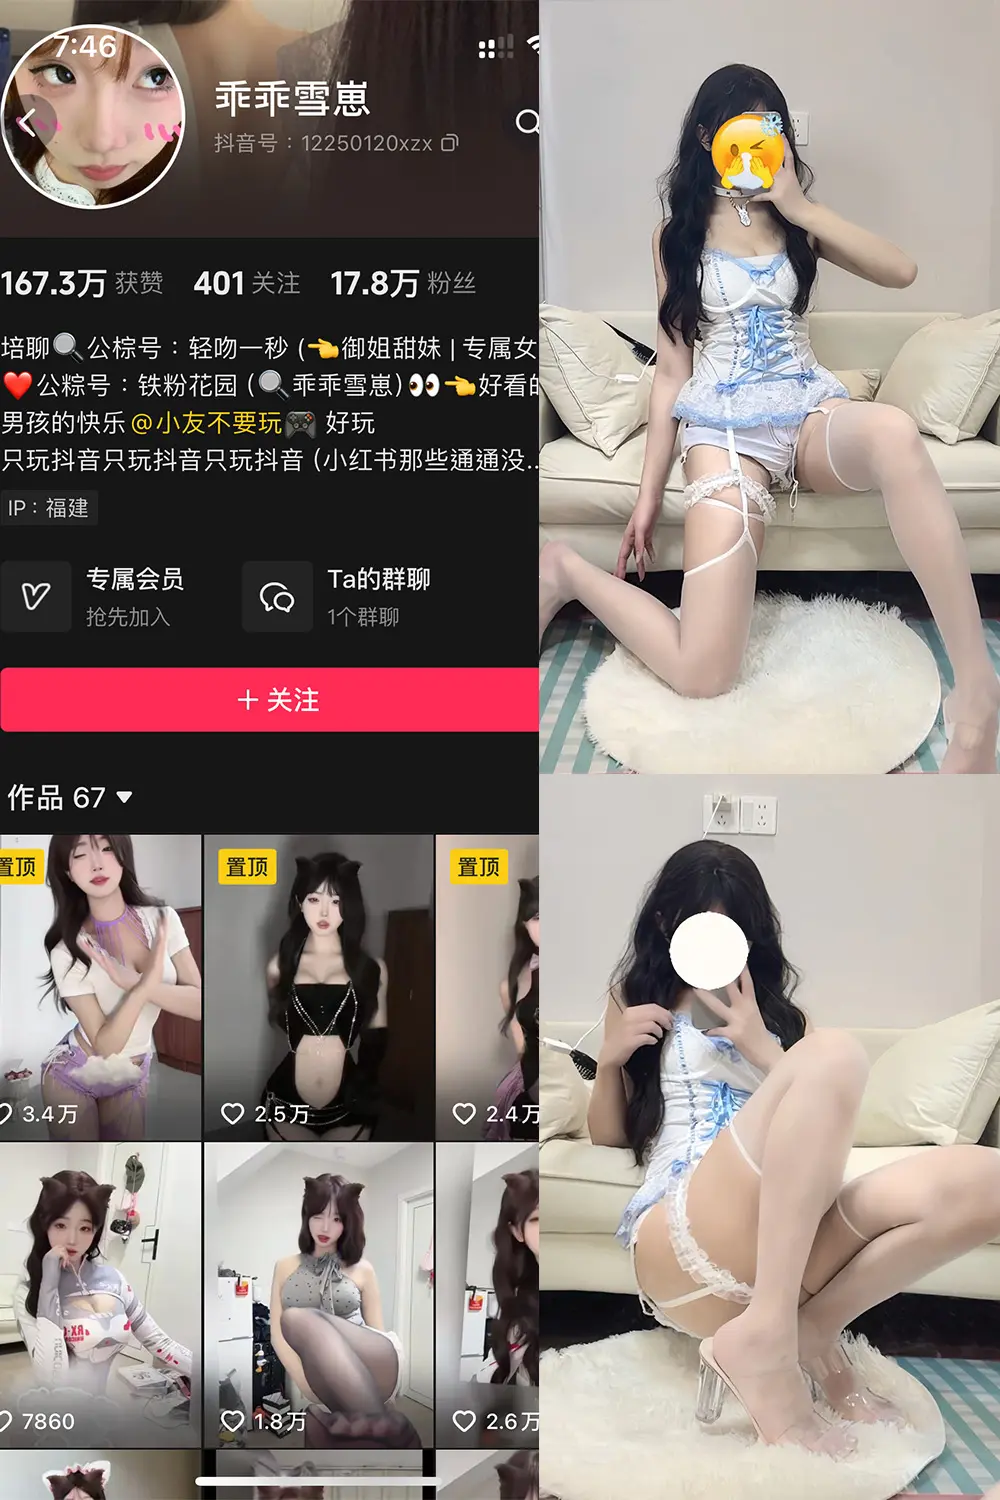 7:46
乖乖雪崽
抖音号：12250120xzx
167.3万 获赞 401 关注 17.8万 粉丝
培聊🔍公棕号：轻吻一秒 (👈御姐甜妹 | 专属女
❤️公粽号：铁粉花园 (🔍乖乖雪崽)👀👈好看的
男孩的快乐@小友不要玩🎮 好玩
只玩抖音只玩抖音只玩抖音 (小红书那些通通没...
IP：福建
专属会员
抢先加入
Ta的群聊
1个群聊
+ 关注
作品 67
置顶 置顶 置顶
3.4万 2.5万 2.4万
7860 1.8万 2.6万